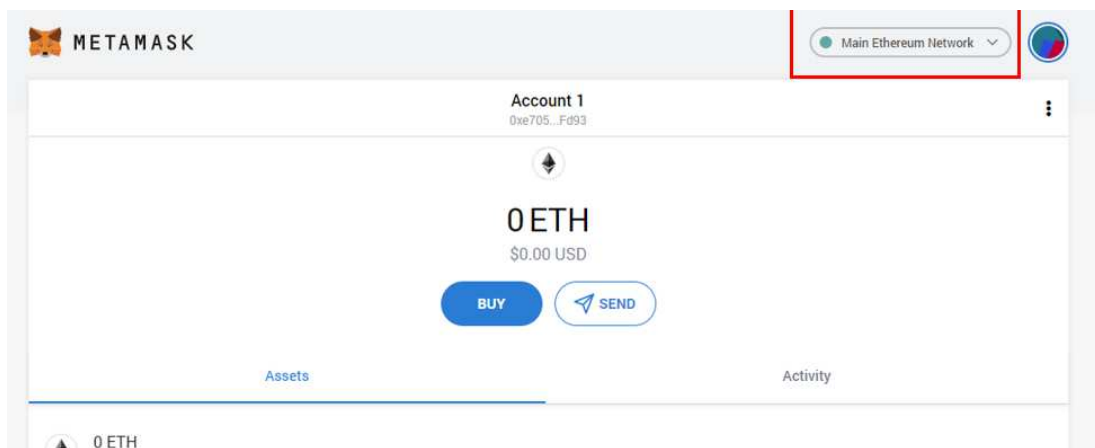 METAMASK
Main Ethereum Network
Account 1
0xe705...Fd93
0 ETH
$0.00 USD
BUY
SEND
Assets
Activity
0 ETH